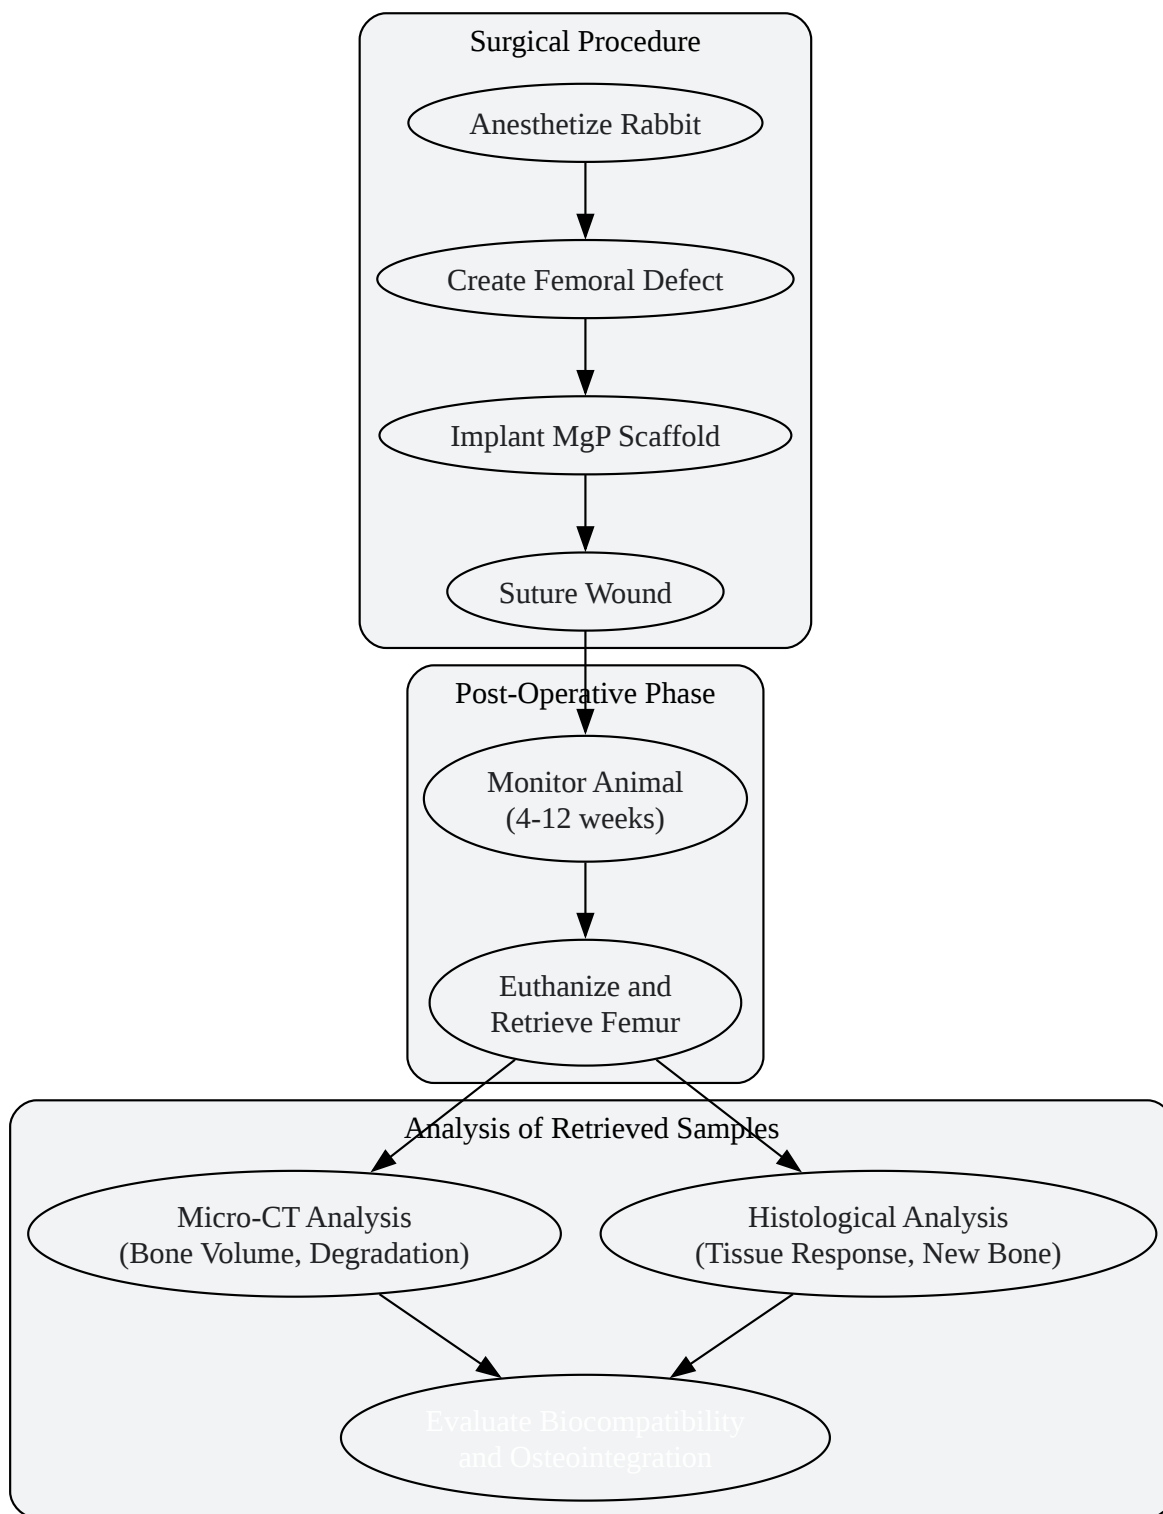 Surgical Procedure
Anesthetize Rabbit
Create Femoral Defect
Implant MgP Scaffold
Suture Wound
Post-Operative Phase
Monitor Animal
(4-12 weeks)
Euthanize and
Retrieve Femur
Analysis of Retrieved Samples
Micro-CT Analysis
(Bone Volume, Degradation)
Histological Analysis
(Tissue Response, New Bone)
Evaluate Biocompatibility
and Osteointegration